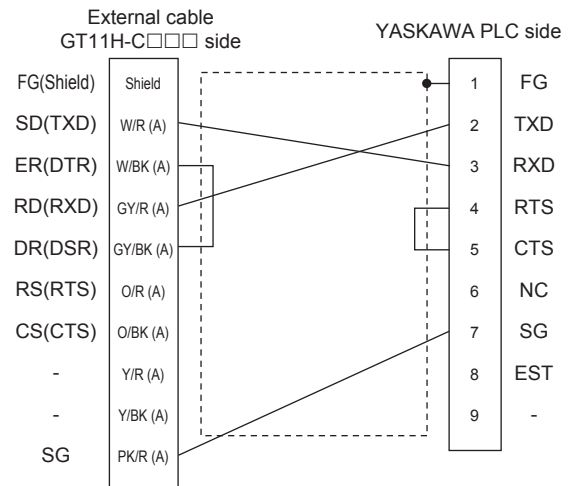 External cable
GT11H-C□□□ side
YASKAWA PLC side
FG(Shield) Shield 1 FG
SD(TXD) W/R (A) 2 TXD
ER(DTR) W/BK (A) 3 RXD
RD(RXD) GY/R (A) 4 RTS
DR(DSR) GY/BK (A) 5 CTS
RS(RTS) O/R (A) 6 NC
CS(CTS) O/BK (A) 7 SG
- Y/R (A) 8 EST
- Y/BK (A) 9 -
SG PK/R (A)